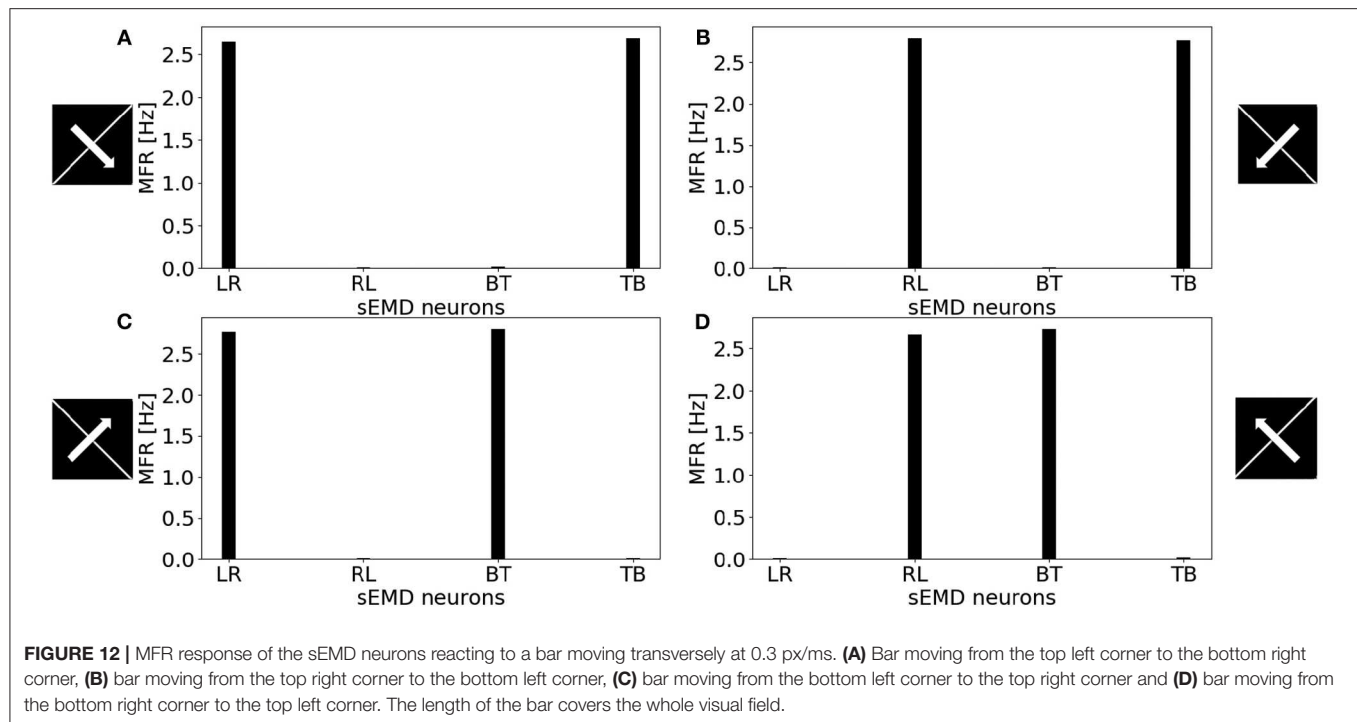 A
MFR [Hz]
2.5
2.0
1.5
1.0
0.5
0.0
LR RL BT TB
sEMD neurons
B
MFR [Hz]
2.5
2.0
1.5
1.0
0.5
0.0
LR RL BT TB
sEMD neurons
C
MFR [Hz]
2.5
2.0
1.5
1.0
0.5
0.0
LR RL BT TB
sEMD neurons
D
MFR [Hz]
2.5
2.0
1.5
1.0
0.5
0.0
LR RL BT TB
sEMD neurons
FIGURE 12 | MFR response of the sEMD neurons reacting to a bar moving transversely at 0.3 px/ms. (A) Bar moving from the top left corner to the bottom right
corner, (B) bar moving from the top right corner to the bottom left corner, (C) bar moving from the bottom left corner to the top right corner and (D) bar moving from
the bottom right corner to the top left corner. The length of the bar covers the whole visual field.